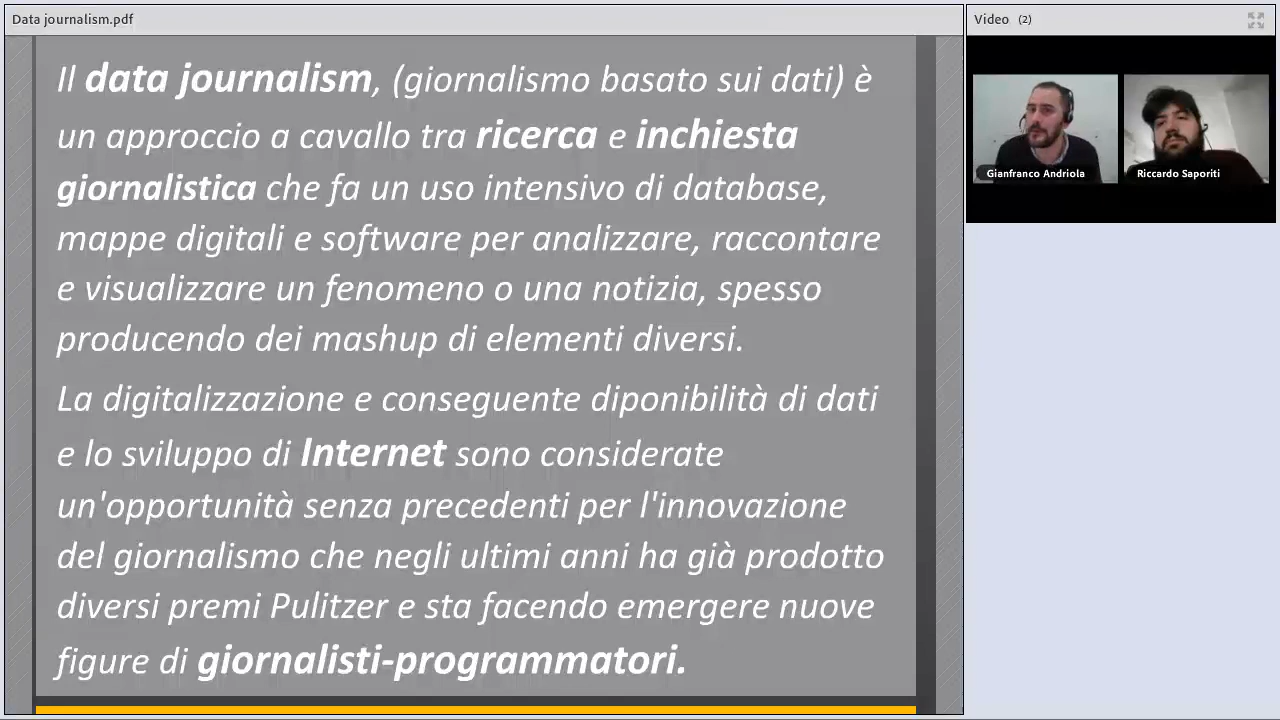 Data journalism.pdf
Il data journalism, (giornalismo basato sui dati) è
un approccio a cavallo tra ricerca e inchiesta
giornalistica che fa un uso intensivo di database,
mappe digitali e software per analizzare, raccontare
e visualizzare un fenomeno o una notizia, spesso
producendo dei mashup di elementi diversi.
La digitalizzazione e conseguente diponibilità di dati
e lo sviluppo di Internet sono considerate
un'opportunità senza precedenti per l'innovazione
del giornalismo che negli ultimi anni ha già prodotto
diversi premi Pulitzer e sta facendo emergere nuove
figure di giornalisti-programmatori.
Video (2)
Gianfranco Andriola
Riccardo Saporiti